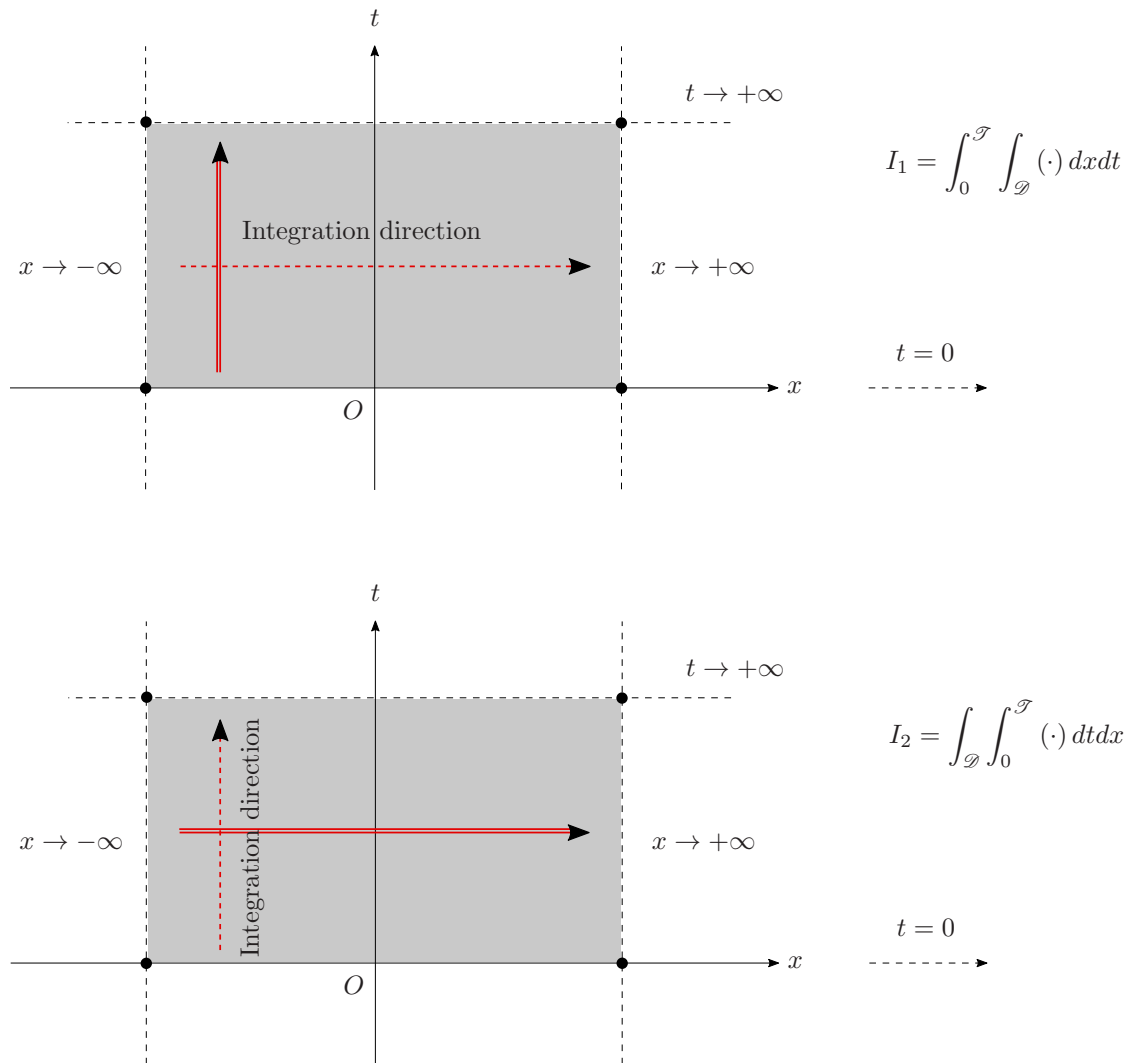 t
t → +∞
I₁ = ∫₀^𝒯 ∫_𝒟 (·) dxdt
Integration direction
x → −∞
x → +∞
t = 0
x
O
t
t → +∞
I₂ = ∫_𝒟 ∫₀^𝒯 (·) dtdx
Integration direction
x → −∞
x → +∞
t = 0
x
O